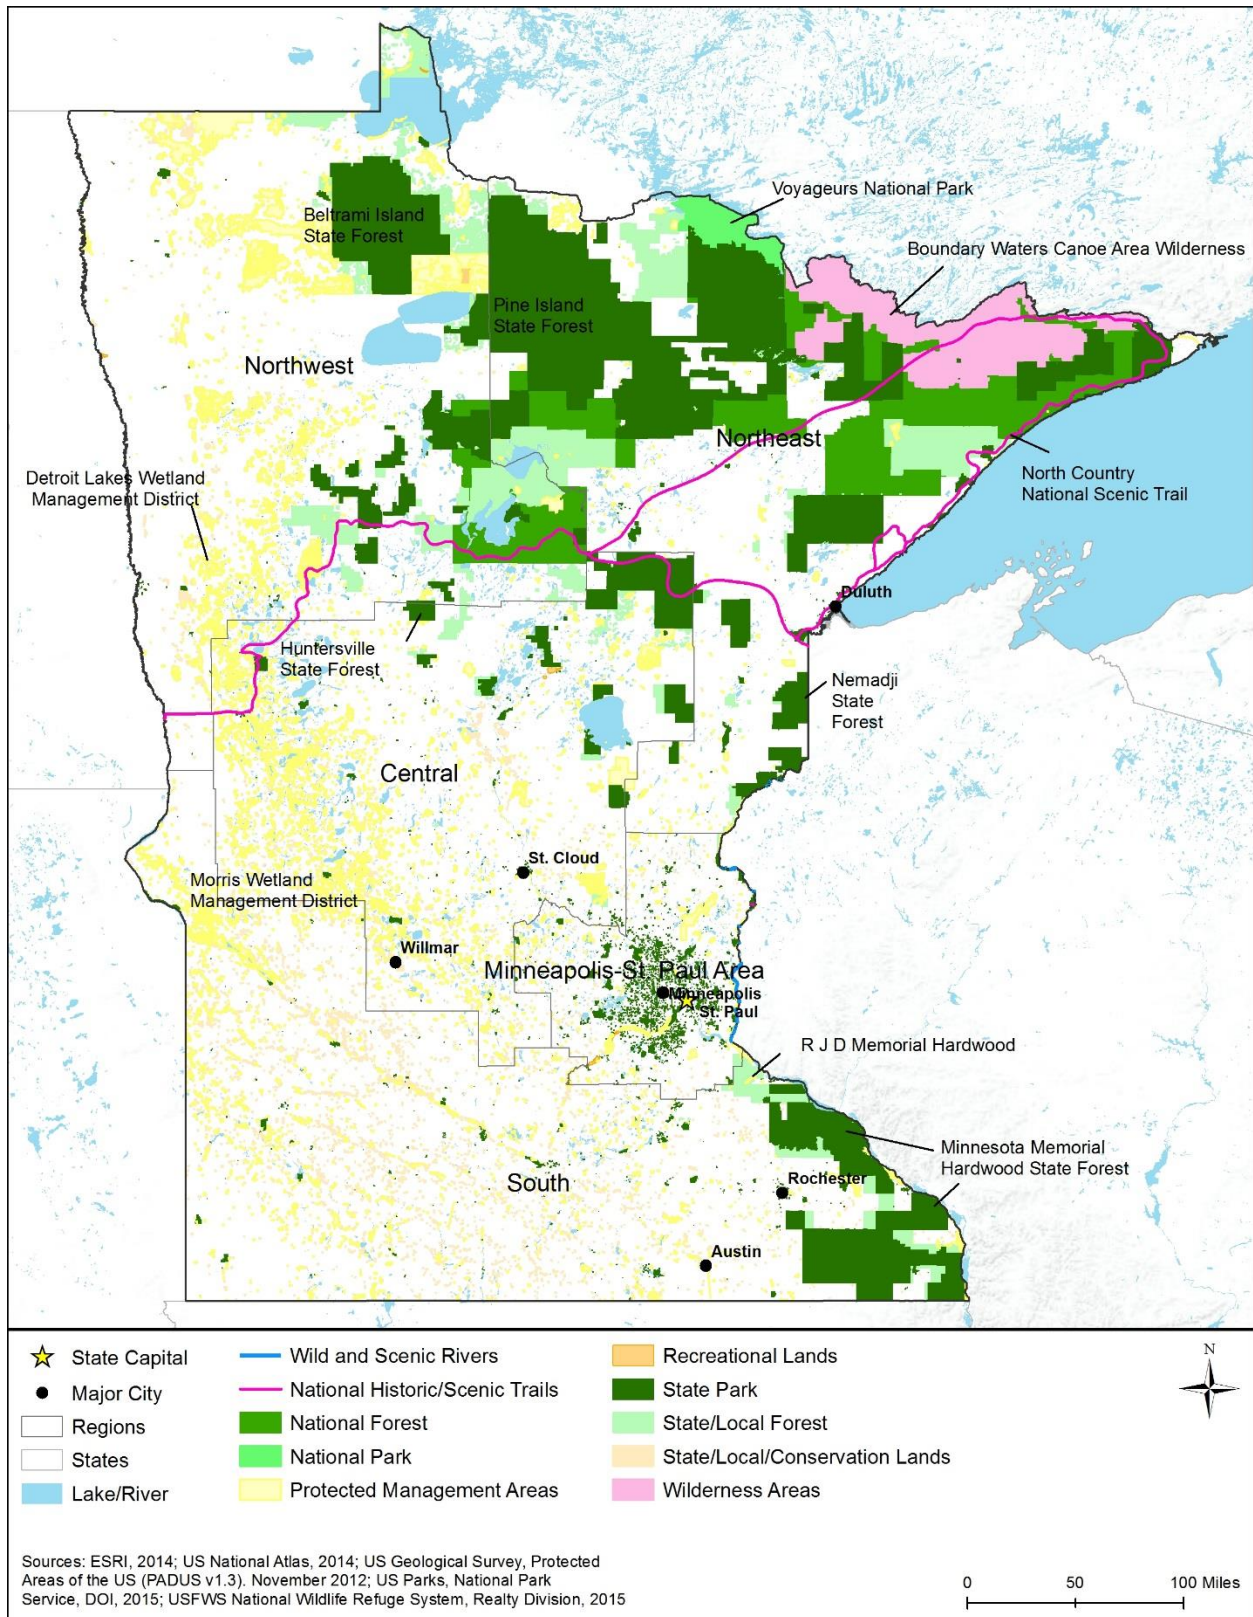 Voyageurs National Park
Boundary Waters Canoe Area Wilderness
Beltrami Island
State Forest
Pine Island
State Forest
Northwest
Northeast
Detroit Lakes Wetland
Management District
North Country
National Scenic Trail
Duluth
Huntersville
State Forest
Nemadji
State
Forest
Central
St. Cloud
Morris Wetland
Management District
Willmar
Minneapolis-St. Paul Area
Minneapolis
St. Paul
R J D Memorial Hardwood
Minnesota Memorial
Hardwood State Forest
South
Rochester
Austin
State Capital
Major City
Regions
States
Lake/River
Wild and Scenic Rivers
National Historic/Scenic Trails
National Forest
National Park
Protected Management Areas
Recreational Lands
State Park
State/Local Forest
State/Local/Conservation Lands
Wilderness Areas
N
Sources: ESRI, 2014; US National Atlas, 2014; US Geological Survey, Protected
Areas of the US (PADUS v1.3). November 2012; US Parks, National Park
Service, DOI, 2015; USFWS National Wildlife Refuge System, Realty Division, 2015
0 50 100 Miles